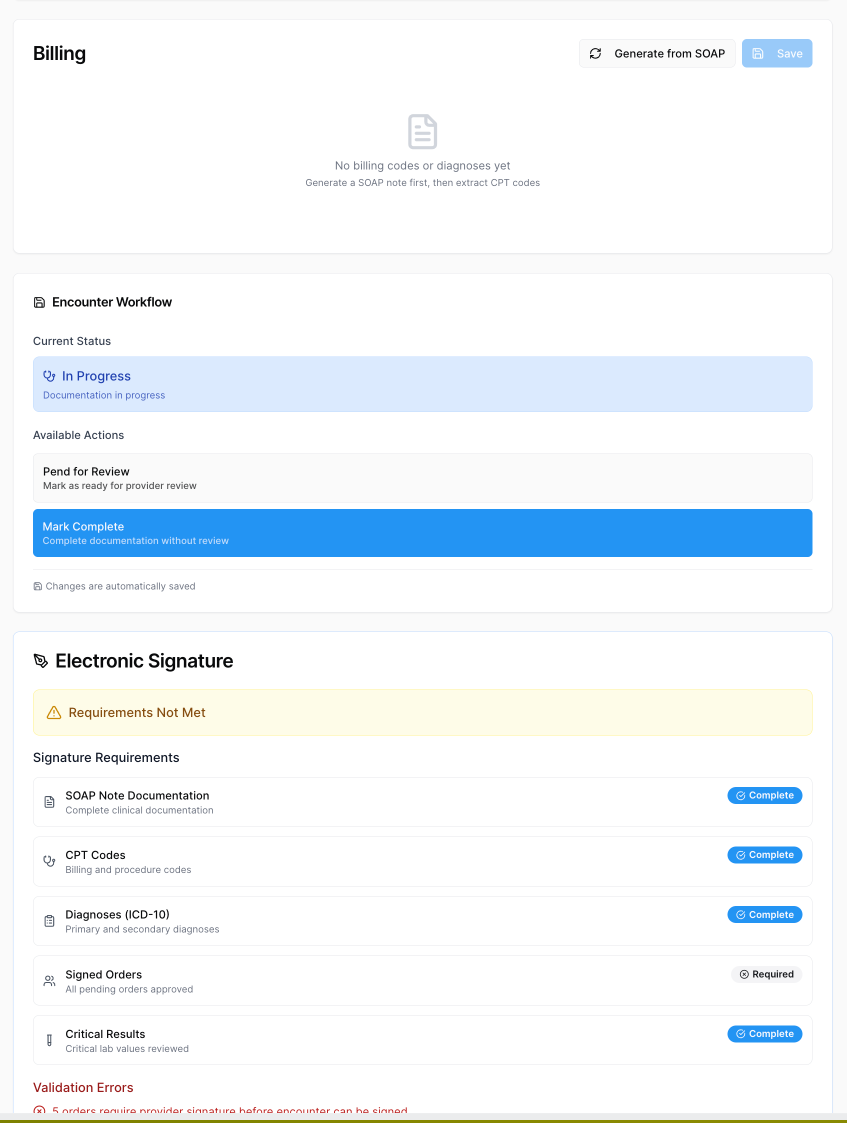 Billing
Generate from SOAP
Save
No billing codes or diagnoses yet
Generate a SOAP note first, then extract CPT codes
Encounter Workflow
Current Status
In Progress
Documentation in progress
Available Actions
Pend for Review
Mark as ready for provider review
Mark Complete
Complete documentation without review
Changes are automatically saved
Electronic Signature
Requirements Not Met
Signature Requirements
SOAP Note Documentation
Complete
Complete clinical documentation
CPT Codes
Complete
Billing and procedure codes
Diagnoses (ICD-10)
Complete
Primary and secondary diagnoses
Signed Orders
Required
All pending orders approved
Critical Results
Complete
Critical lab values reviewed
Validation Errors
5 orders require provider signature before encounter can be signed